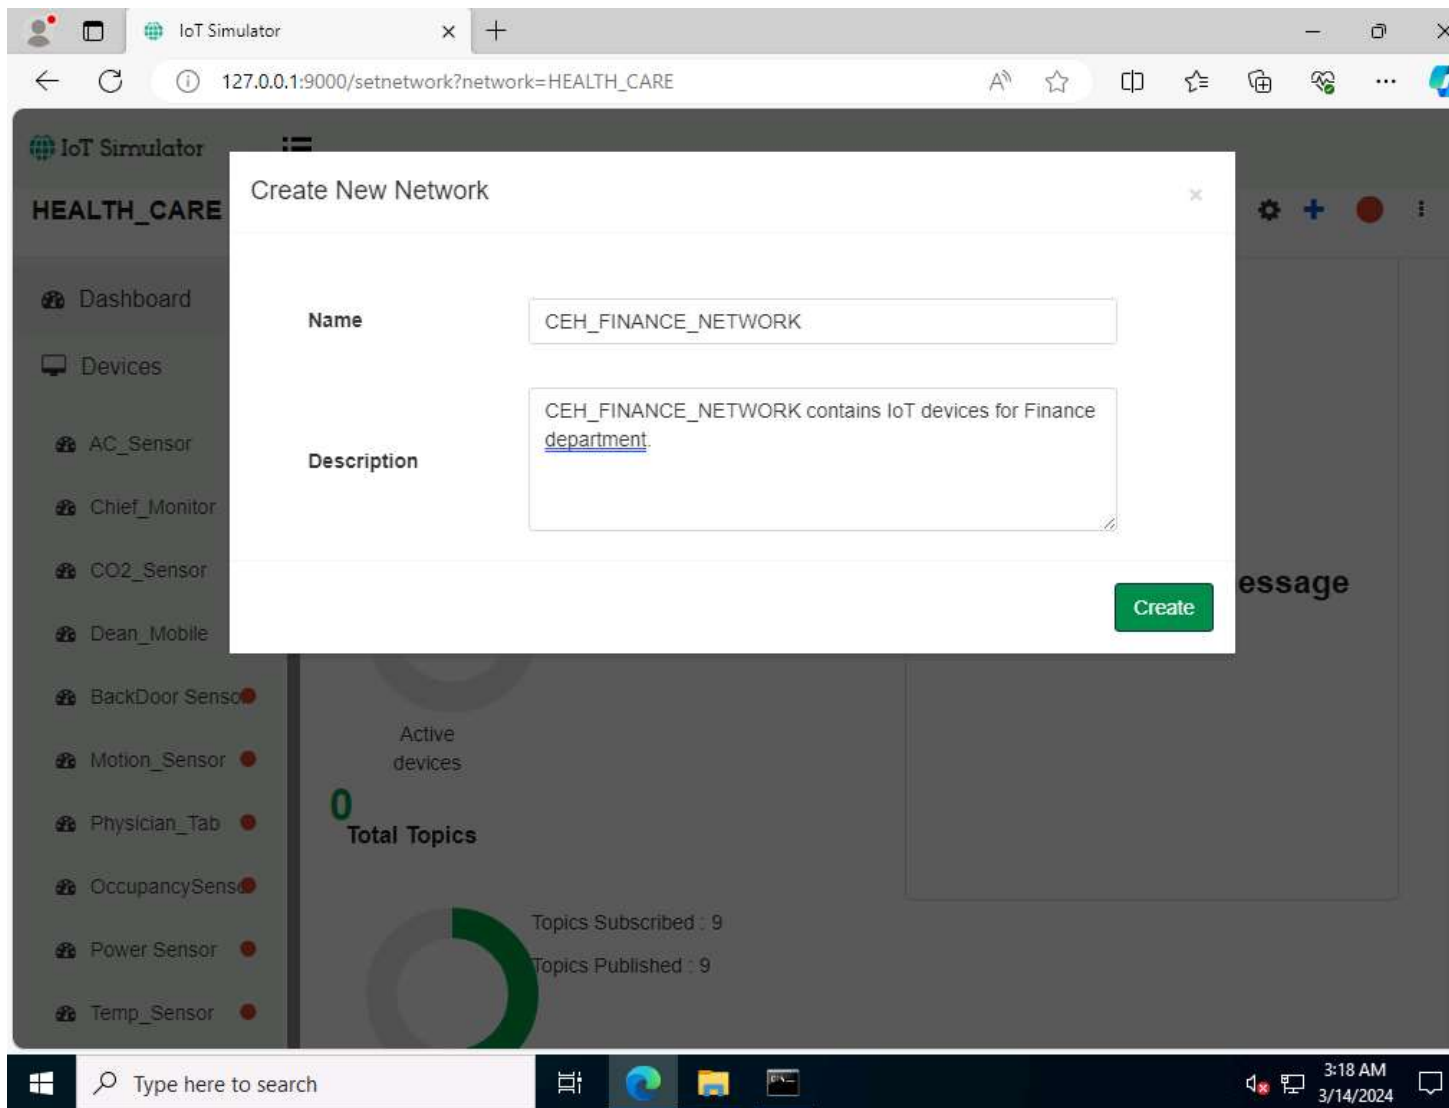 IoT Simulator
127.0.0.1:9000/setnetwork?network=HEALTH_CARE
IoT Simulator
HEALTH_CARE
Create New Network
Dashboard
Name
CEH_FINANCE_NETWORK
Devices
CEH_FINANCE_NETWORK contains IoT devices for Finance
department.
Description
AC_Sensor
Chief_Monitor
CO2_Sensor
essage
Create
Dean_Mobile
BackDoor Senso
Active
devices
Motion_Sensor
0
Total Topics
Physician_Tab
OccupancySenso
Topics Subscribed : 9
Power Sensor
Topics Published : 9
Temp_Sensor
Type here to search
3:18 AM
3/14/2024